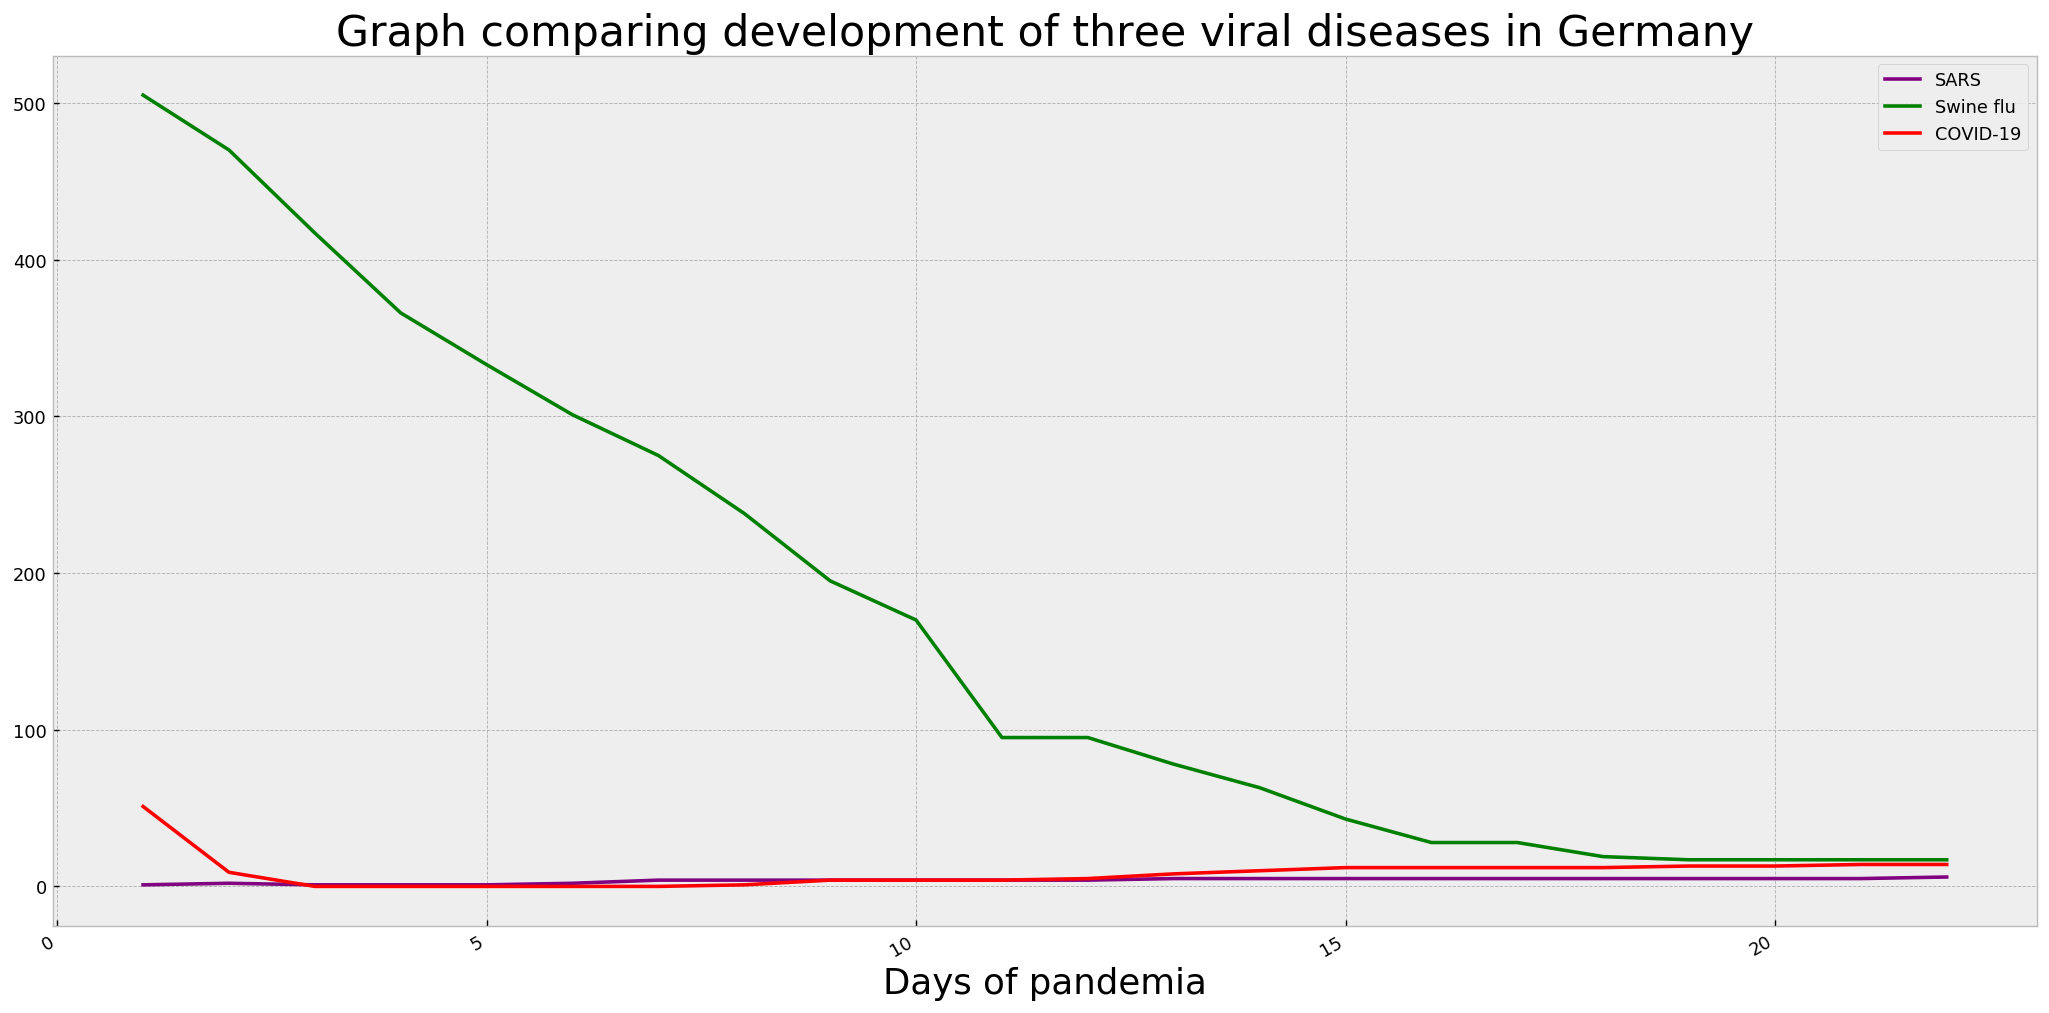 Graph comparing development of three viral diseases in Germany
SARS
Swine flu
COVID-19
500
400
300
200
100
0
0
5
10
15
20
Days of pandemia